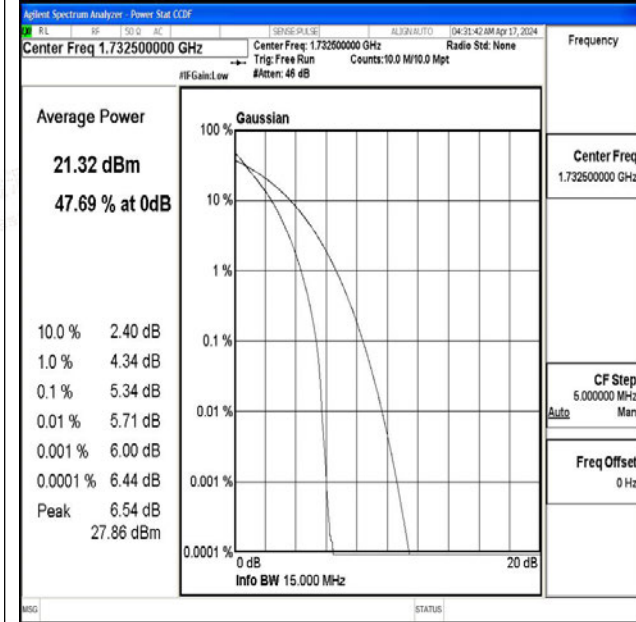 Agilent Spectrum Analyzer - Power Stat CCDF
RL RF 50 Ω AC SENSE:PULSE ALIGN AUTO 04:31:42 AM Apr 17, 2024
Center Freq 1.732500000 GHz
Center Freq: 1.732500000 GHz Radio Std: None
Trig: Free Run Counts:10.0 M/10.0 Mpt
#IFGain:Low #Atten: 46 dB
Frequency
Average Power
21.32 dBm
47.69 % at 0dB
10.0 % 2.40 dB
1.0 % 4.34 dB
0.1 % 5.34 dB
0.01 % 5.71 dB
0.001 % 6.00 dB
0.0001 % 6.44 dB
Peak 6.54 dB
27.86 dBm
Gaussian
100 %
10 %
1 %
0.1 %
0.01 %
0.001 %
0.0001 %
0 dB 20 dB
Info BW 15.000 MHz
Center Freq
1.732500000 GHz
CF Step
5.000000 MHz
Auto Man
Freq Offset
0 Hz
MSG STATUS